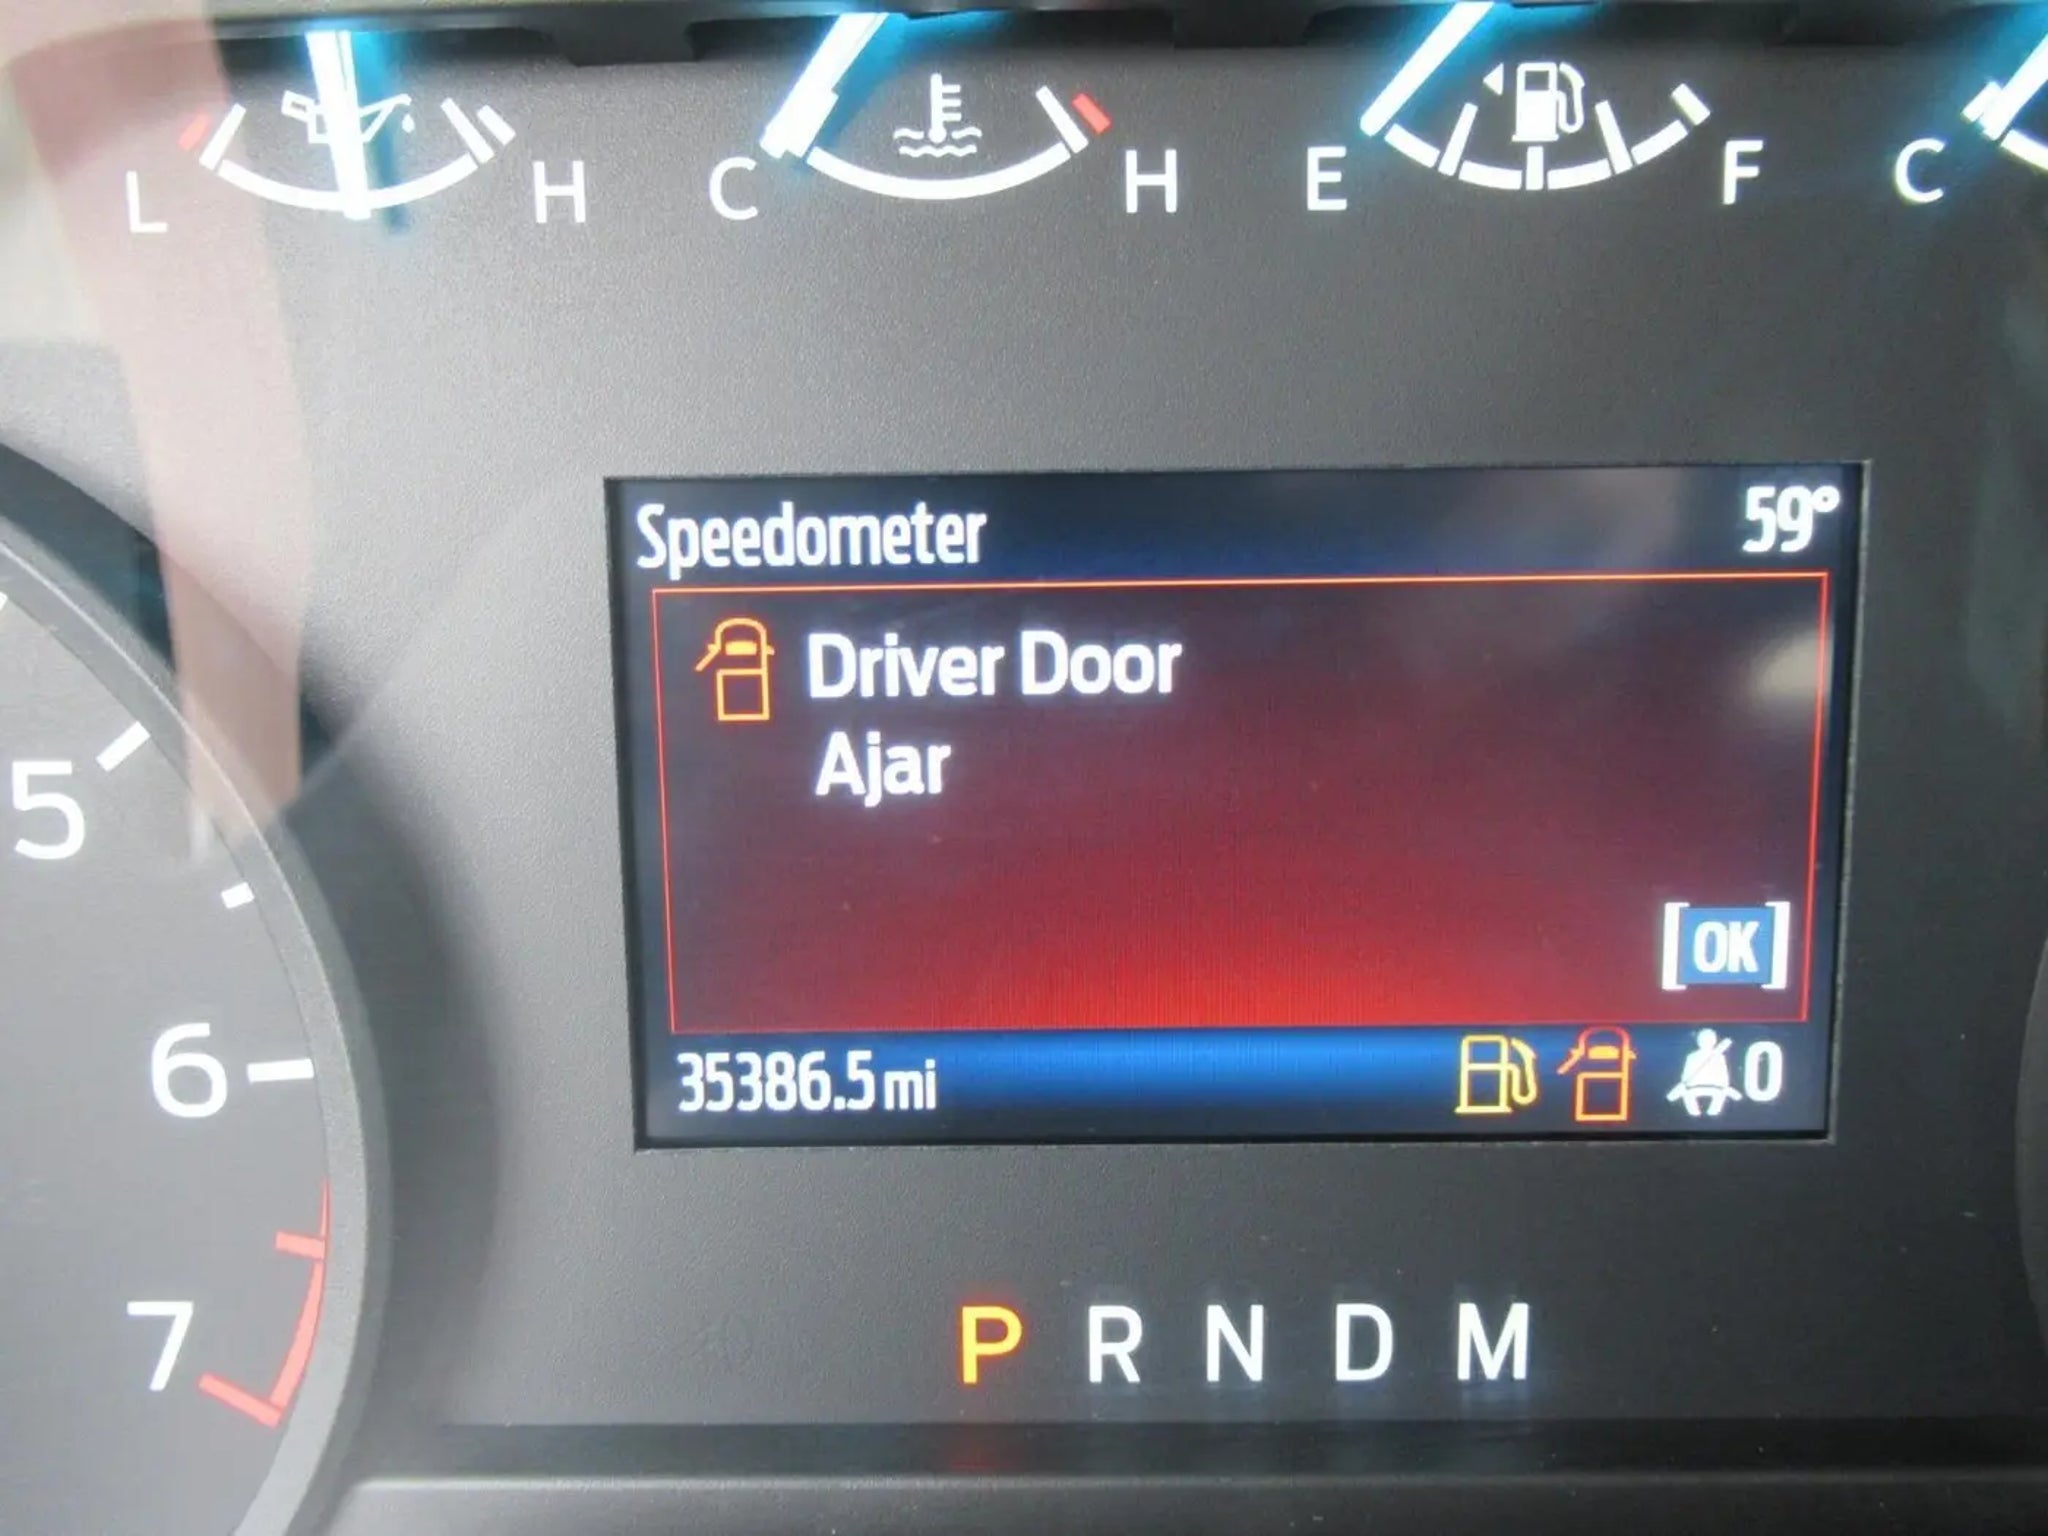 L H C H E F C
Speedometer 59°
Driver Door
Ajar
[OK]
35386.5 mi 0
5
6
7
P R N D M